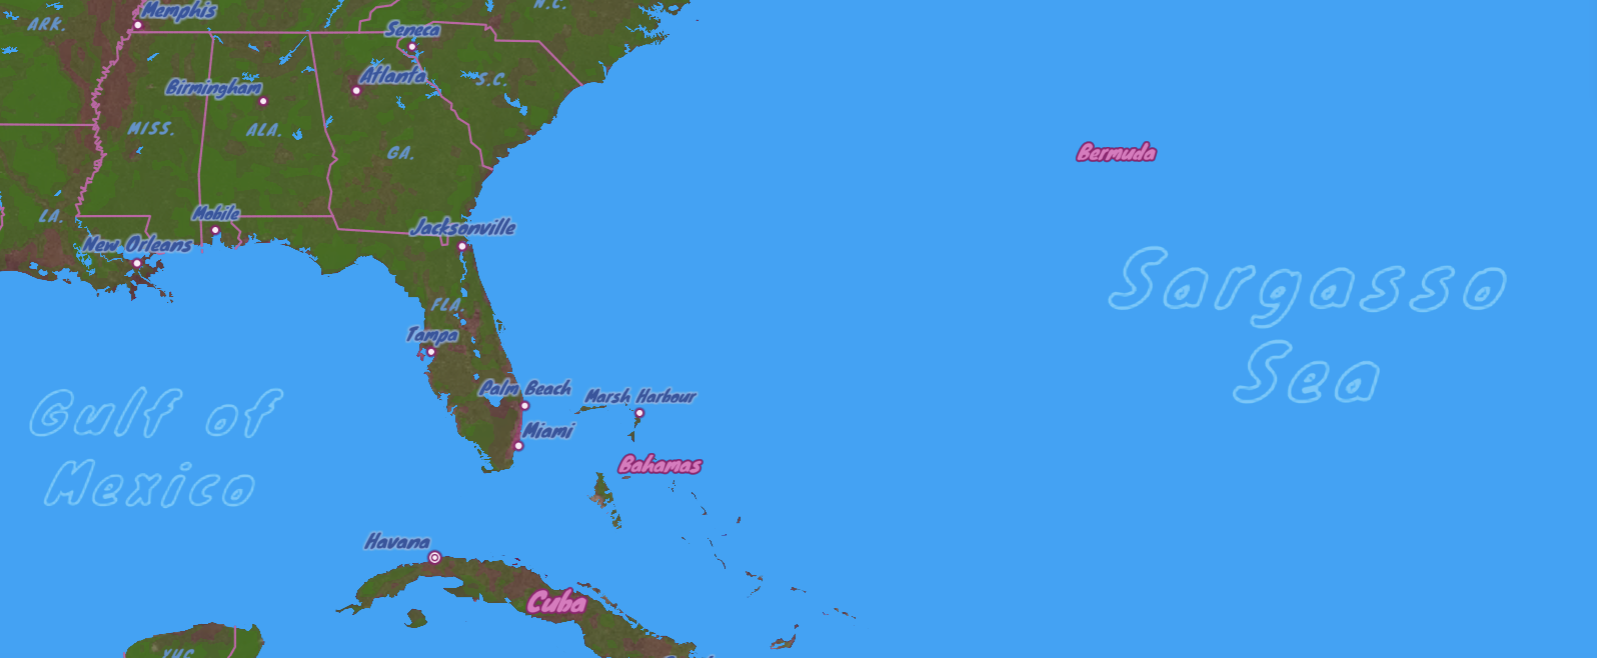 N.C.
Memphis
ARK.
Seneca
Atlanta
S.C.
Birmingham
MISS.
ALA.
GA.
Bermuda
LA.
Mobile
Jacksonville
New Orleans
Sargasso
Sea
FLA.
Tampa
Palm Beach
Marsh Harbour
Gulf of
Mexico
Miami
Bahamas
Havana
Cuba
YUC